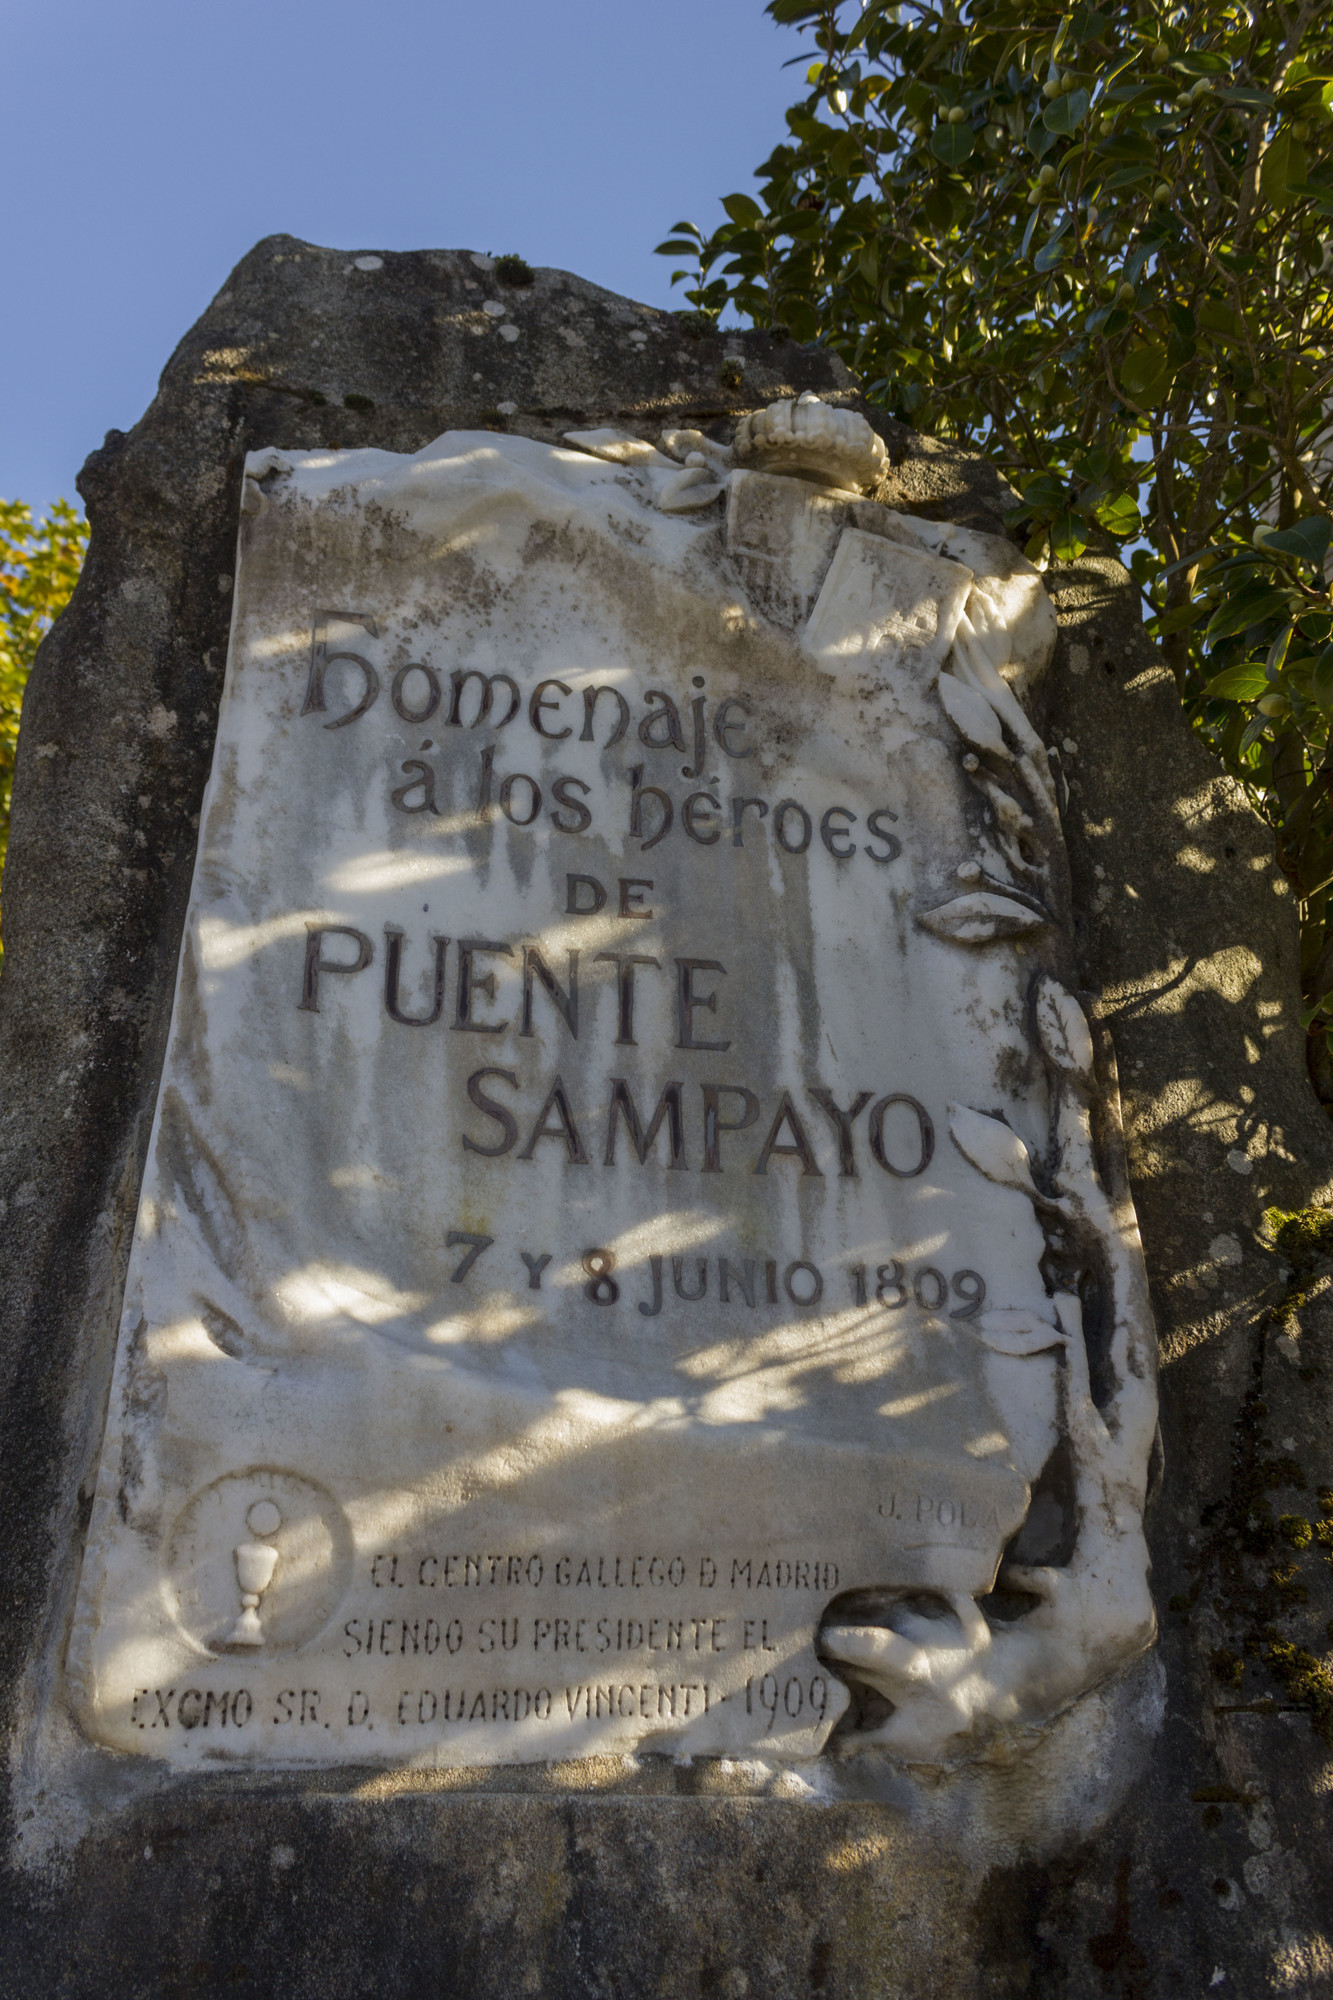 Homenaje
á los héroes
DE
PUENTE
SAMPAYO
7 Y 8 JUNIO 1809
J. POLA
EL CENTRO GALLEGO D MADRID
SIENDO SU PRESIDENTE EL
EXCMO SR. D. EDUARDO VINCENTI - 1909